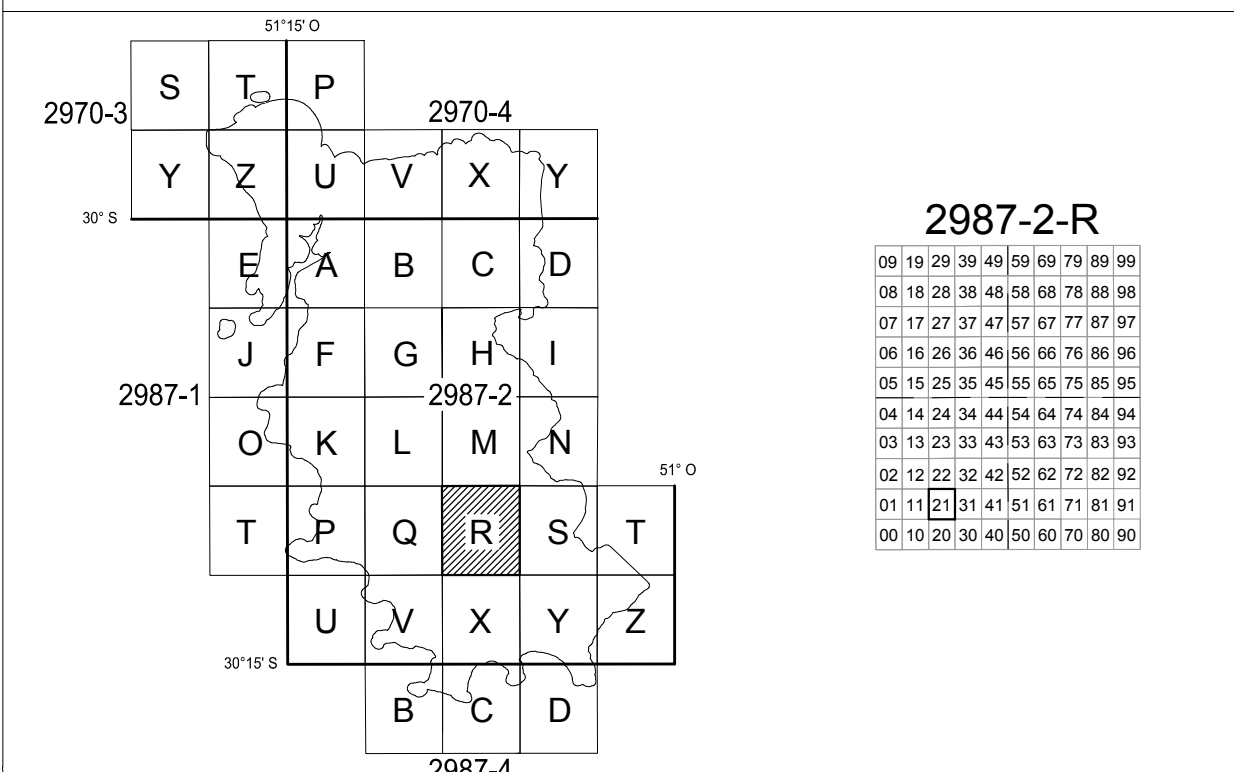 51°15' O
S T P
2970-3 2970-4
Y Z U V X Y
30° S
E A B C D
J F G H I
2987-1 2987-2
O K L M N
51° O
T P Q R S T
U V X Y Z
30°15' S
B C D
2987-4
2987-2-R
09 19 29 39 49 59 69 79 89 99
08 18 28 38 48 58 68 78 88 98
07 17 27 37 47 57 67 77 87 97
06 16 26 36 46 56 66 76 86 96
05 15 25 35 45 55 65 75 85 95
04 14 24 34 44 54 64 74 84 94
03 13 23 33 43 53 63 73 83 93
02 12 22 32 42 52 62 72 82 92
01 11 21 31 41 51 61 71 81 91
00 10 20 30 40 50 60 70 80 90